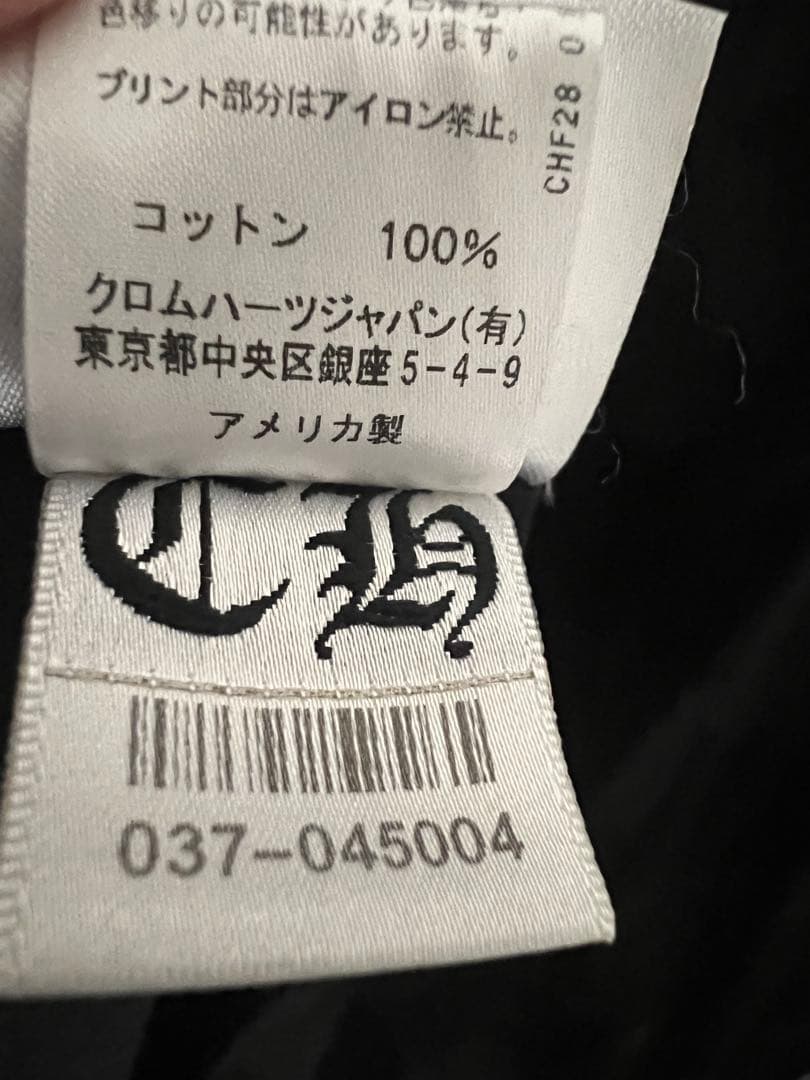 色移りの可能性があります。
プリント部分はアイロン禁止。
CHF28 0
コットン 100%
クロムハーツジャパン(有)
東京都中央区銀座5-4-9
アメリカ製
CH
037-045004